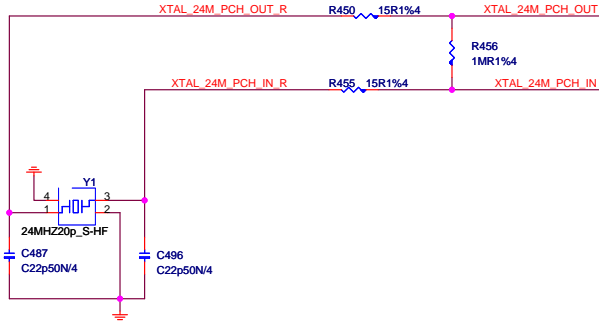 XTAL_24M_PCH_OUT_R R450 15R1%4 XTAL_24M_PCH_OUT
R456
1MR1%4
XTAL_24M_PCH_IN_R R455 15R1%4 XTAL_24M_PCH_IN
Y1
4 3
1 2
24MHZ20p_S-HF
C487 C496
C22p50N/4 C22p50N/4